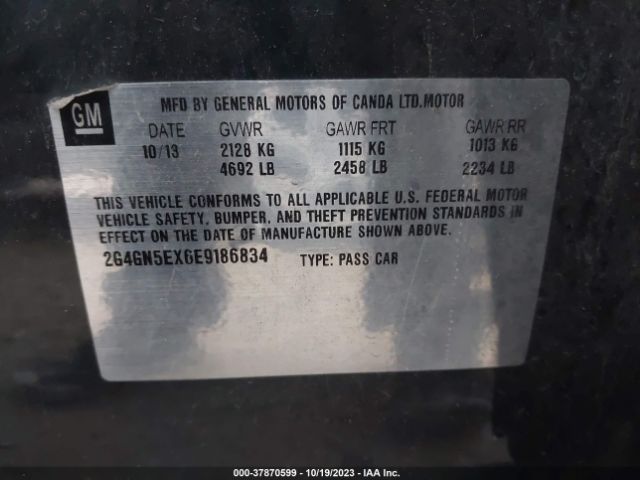 GM
MFD BY GENERAL MOTORS OF CANDA LTD.MOTOR
DATE GVWR GAWR FRT GAWR RR
10/13 2128 KG 1115 KG 1013 KG
4692 LB 2458 LB 2234 LB
THIS VEHICLE CONFORMS TO ALL APPLICABLE U.S. FEDERAL MOTOR
VEHICLE SAFETY, BUMPER, AND THEFT PREVENTION STANDARDS IN
EFFECT ON THE DATE OF MANUFACTURE SHOWN ABOVE.
2G4GN5EX6E9186834 TYPE: PASS CAR
000-37870599 - 10/19/2023 - IAA Inc.